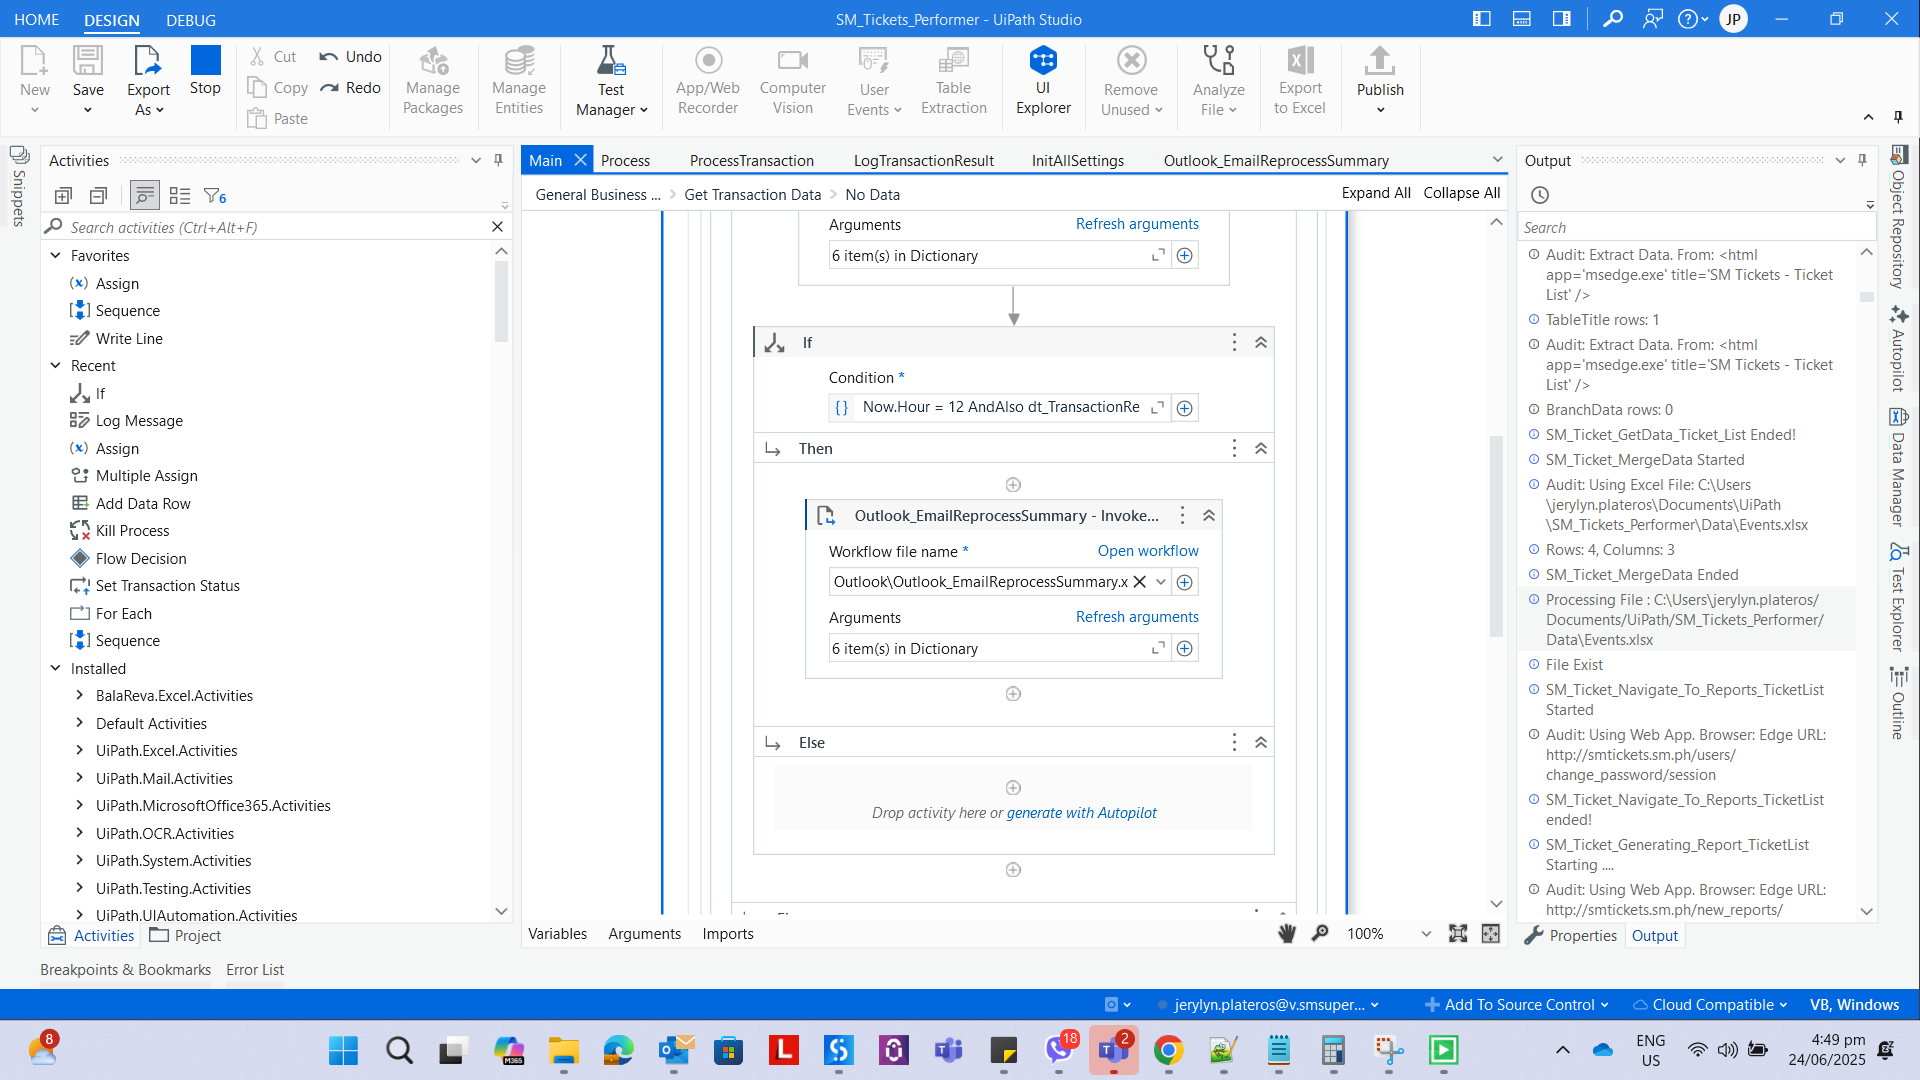 HOME
DESIGN
DEBUG
SM_Tickets_Performer - UiPath Studio
JP
New
Save
Export
As
Stop
Cut
Copy
Paste
Undo
Redo
Manage
Packages
Manage
Entities
Test
Manager
App/Web
Recorder
Computer
Vision
User
Events
Table
Extraction
UI
Explorer
Remove
Unused
Analyze
File
Export
to Excel
Publish
Snippets
Activities
6
Search activities (Ctrl+Alt+F)
Favorites
Assign
Sequence
Write Line
Recent
If
Log Message
Assign
Multiple Assign
Add Data Row
Kill Process
Flow Decision
Set Transaction Status
For Each
Sequence
Installed
BalaReva.Excel.Activities
Default Activities
UiPath.Excel.Activities
UiPath.Mail.Activities
UiPath.MicrosoftOffice365.Activities
UiPath.OCR.Activities
UiPath.System.Activities
UiPath.Testing.Activities
UiPath.UIAutomation.Activities
Activities
Project
Main
Process
ProcessTransaction
LogTransactionResult
InitAllSettings
Outlook_EmailReprocessSummary
General Business ...
Get Transaction Data
No Data
Expand All
Collapse All
Arguments
Refresh arguments
6 item(s) in Dictionary
If
Condition *
Now.Hour = 12 AndAlso dt_TransactionRe
Then
Outlook_EmailReprocessSummary - Invoke...
Workflow file name *
Open workflow
Outlook\Outlook_EmailReprocessSummary.x
Arguments
Refresh arguments
6 item(s) in Dictionary
Else
Drop activity here or generate with Autopilot
Variables
Arguments
Imports
100%
Output
Search
Audit: Extract Data. From: <html
app='msedge.exe' title='SM Tickets - Ticket
List' />
TableTitle rows: 1
Audit: Extract Data. From: <html
app='msedge.exe' title='SM Tickets - Ticket
List' />
BranchData rows: 0
SM_Ticket_GetData_Ticket_List Ended!
SM_Ticket_MergeData Started
Audit: Using Excel File: C:\Users
\jerylyn.plateros\Documents\UiPath
\SM_Tickets_Performer\Data\Events.xlsx
Rows: 4, Columns: 3
SM_Ticket_MergeData Ended
Processing File : C:\Users\jerylyn.plateros/
Documents/UiPath/SM_Tickets_Performer/
Data\Events.xlsx
File Exist
SM_Ticket_Navigate_To_Reports_TicketList
Started
Audit: Using Web App. Browser: Edge URL:
http://smtickets.sm.ph/users/
change_password/session
SM_Ticket_Navigate_To_Reports_TicketList
ended!
SM_Ticket_Generating_Report_TicketList
Starting ....
Audit: Using Web App. Browser: Edge URL:
http://smtickets.sm.ph/new_reports/
Properties
Output
Object Repository
Autopilot
Data Manager
Test Explorer
Outline
Breakpoints & Bookmarks
Error List
jerylyn.plateros@v.smsuper...
Add To Source Control
Cloud Compatible
VB, Windows
8
M365
L
18
2
ENG
US
4:49 pm
24/06/2025